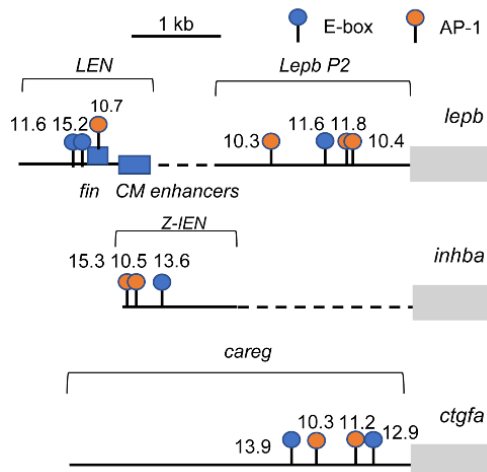 1 kb
E-box
AP-1
LEN
Lepb P2
10.7
11.6 15.2
10.3 11.6 11.8 10.4
lepb
fin CM enhancers
Z-IEN
15.3 10.5 13.6
inhba
careg
10.3 11.2
13.9 12.9
ctgfa